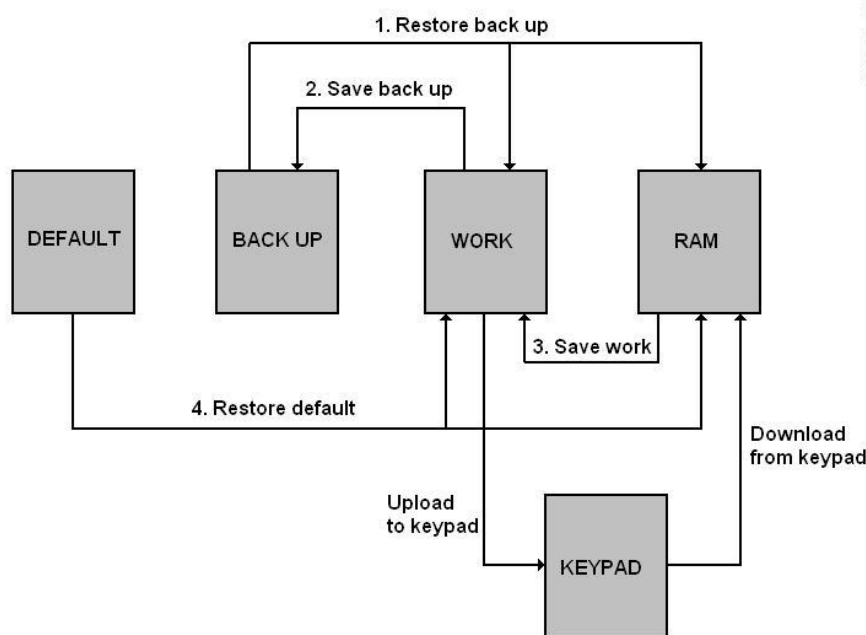 1. Restore back up
2. Save back up
DEFAULT
BACK UP
WORK
RAM
3. Save work
4. Restore default
Download
from keypad
Upload
to keypad
KEYPAD